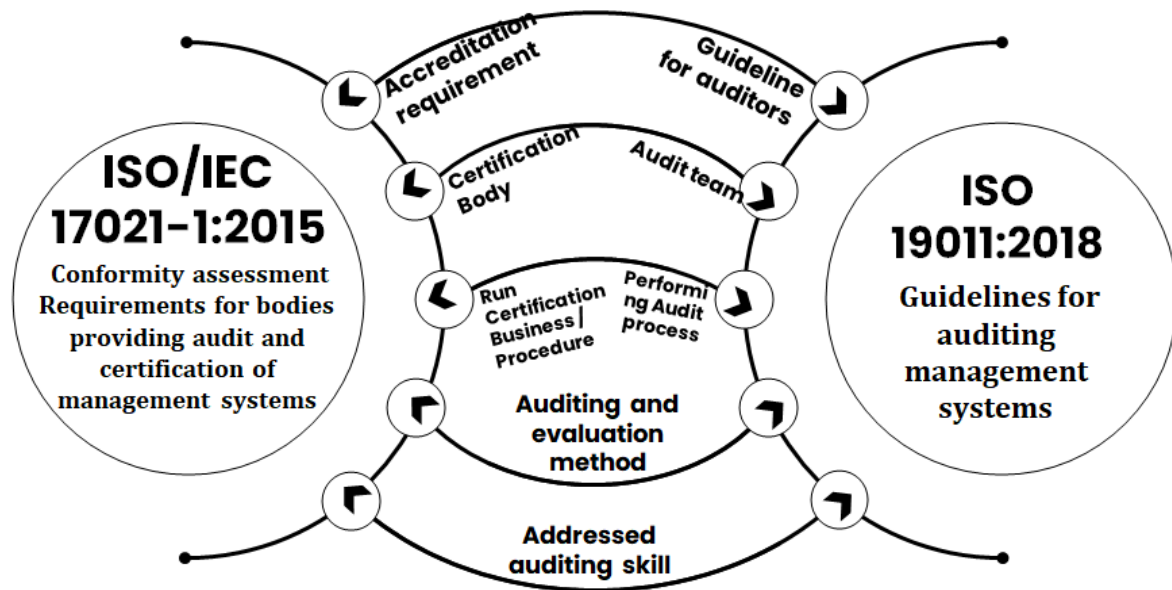 Accreditation
requirement
Guideline
for auditors
Certification
Body
Audit team
ISO/IEC
17021-1:2015
Conformity assessment
Requirements for bodies
providing audit and
certification of
management systems
Run
Certification
Business /
Procedure
Performi
ng Audit
process
ISO
19011:2018
Guidelines for
auditing
management
systems
Auditing and
evaluation
method
Addressed
auditing skill